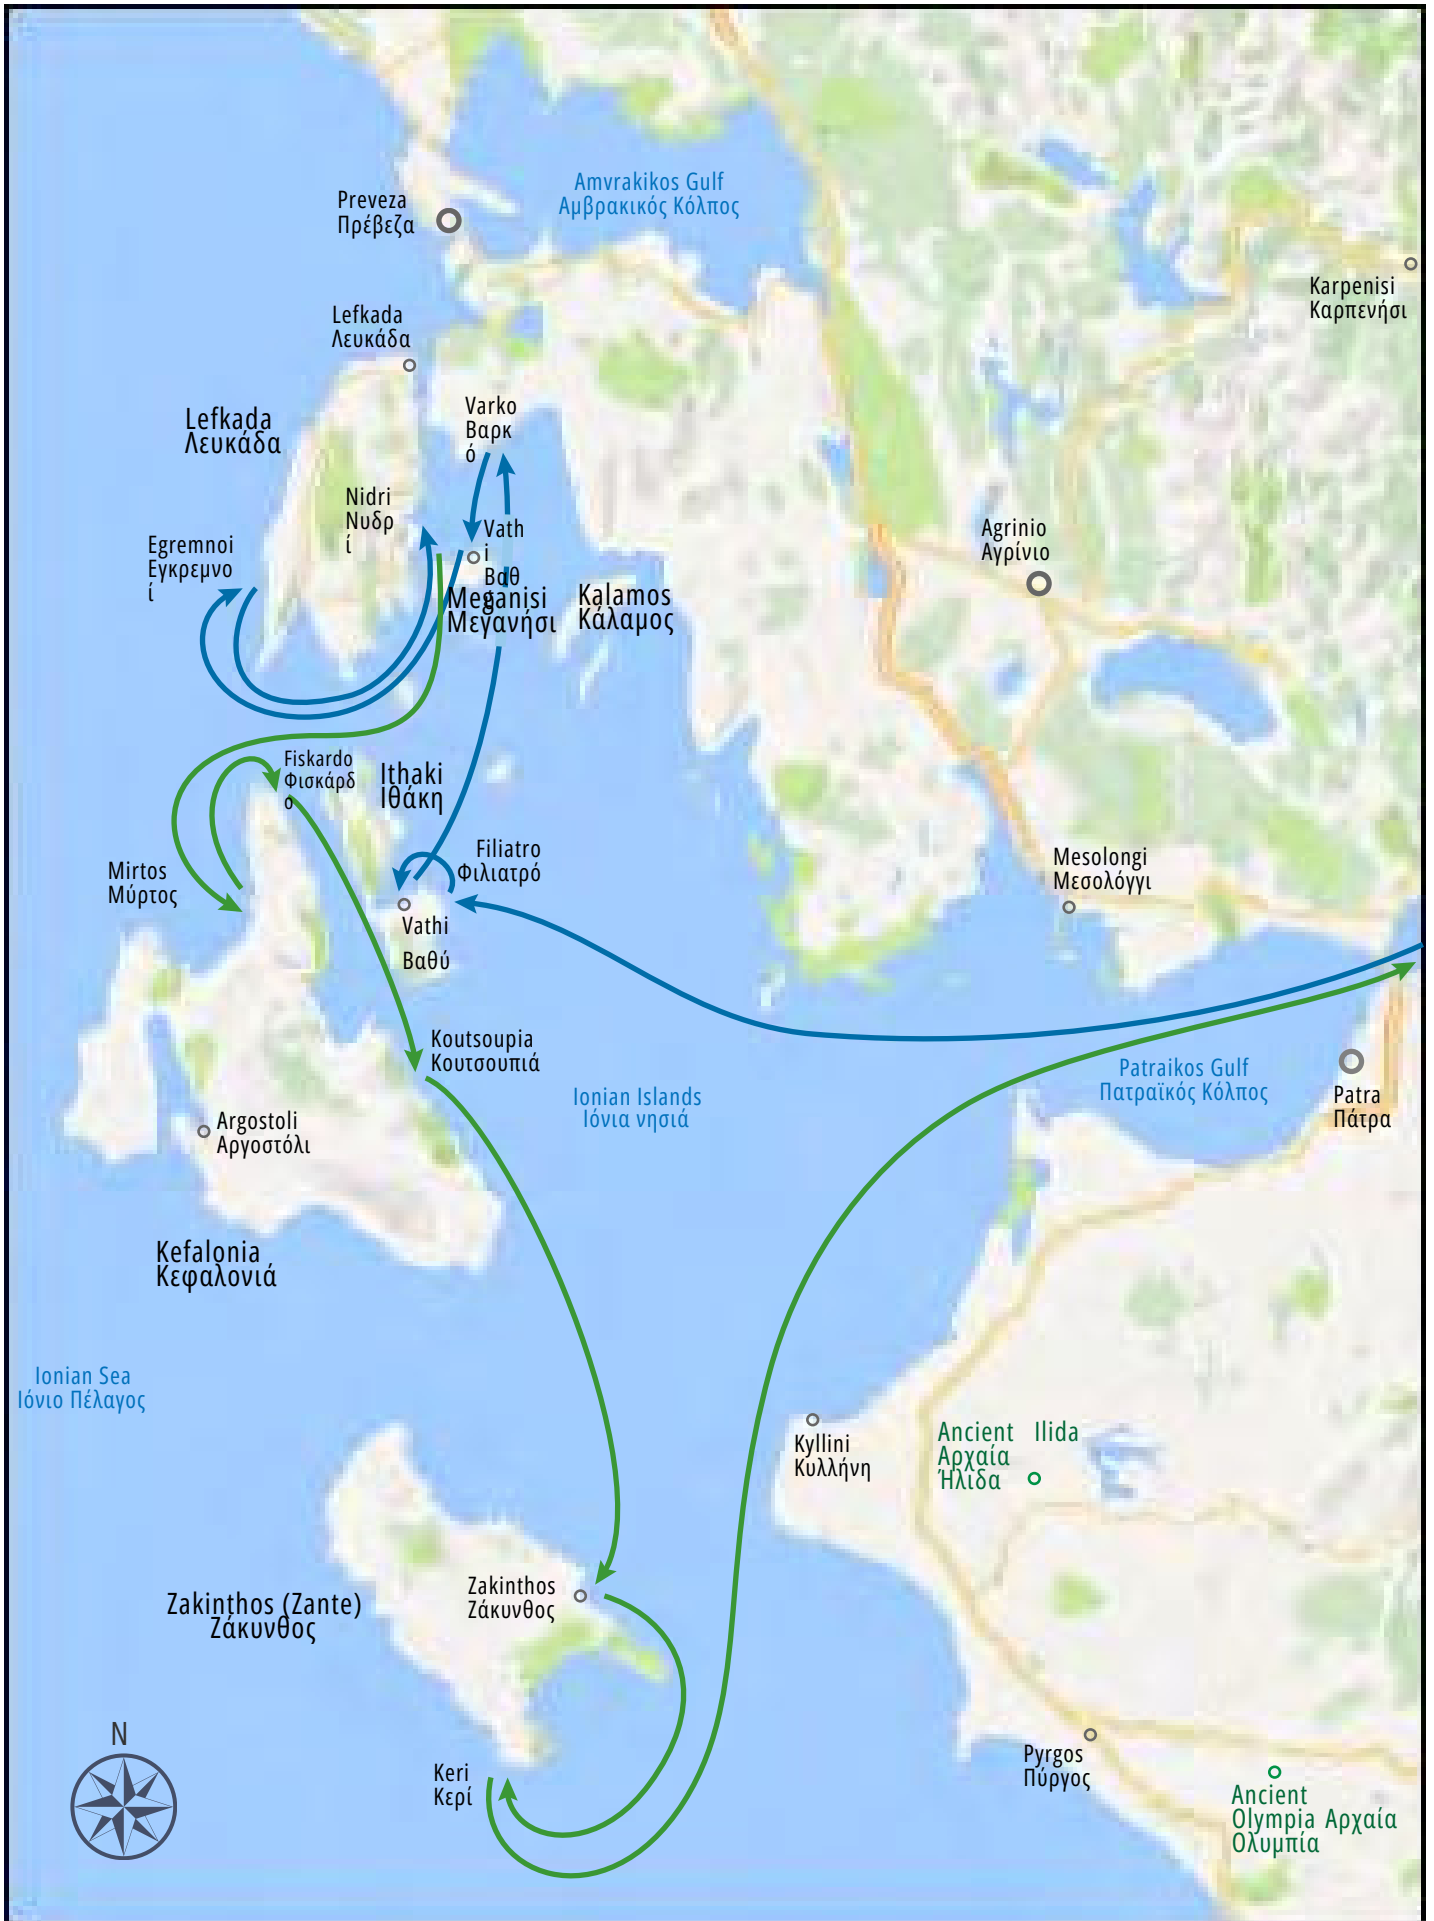 Amvrakikos Gulf
Αμβρακικός Κόλπος
Preveza
Πρέβεζα
Karpenisi
Καρπενήσι
Lefkada
Λευκάδα
Lefkada
Λευκάδα
Varko
Βαρκ
ό
Nidri
Νυδρ
ί
Vath
i
Βαθ
Agrinio
Αγρίνιο
Egremnoi
Εγκρεμνο
ί
Meganisi
Μεγανήσι
Kalamos
Κάλαμος
Fiskardo
Φισκάρδ
ο
Ithaki
Ιθάκη
Filiatro
Φιλιατρό
Mirtos
Μύρτος
Mesolongi
Μεσολόγγι
Vathi
Βαθύ
Koutsoupia
Κουτσουπιά
Patraikos Gulf
Πατραϊκός Κόλπος
Patra
Πάτρα
Ionian Islands
Ιόνια νησιά
Argostoli
Αργοστόλι
Kefalonia
Κεφαλονιά
Ionian Sea
Ιόνιο Πέλαγος
Kyllini
Κυλλήνη
Ancient Ilida
Αρχαία
Ήλίδα
Zakinthos
Ζάκυνθος
Zakinthos (Zante)
Ζάκυνθος
N
Keri
Κερί
Pyrgos
Πύργος
Ancient
Olympia Αρχαία
Ολυμπία